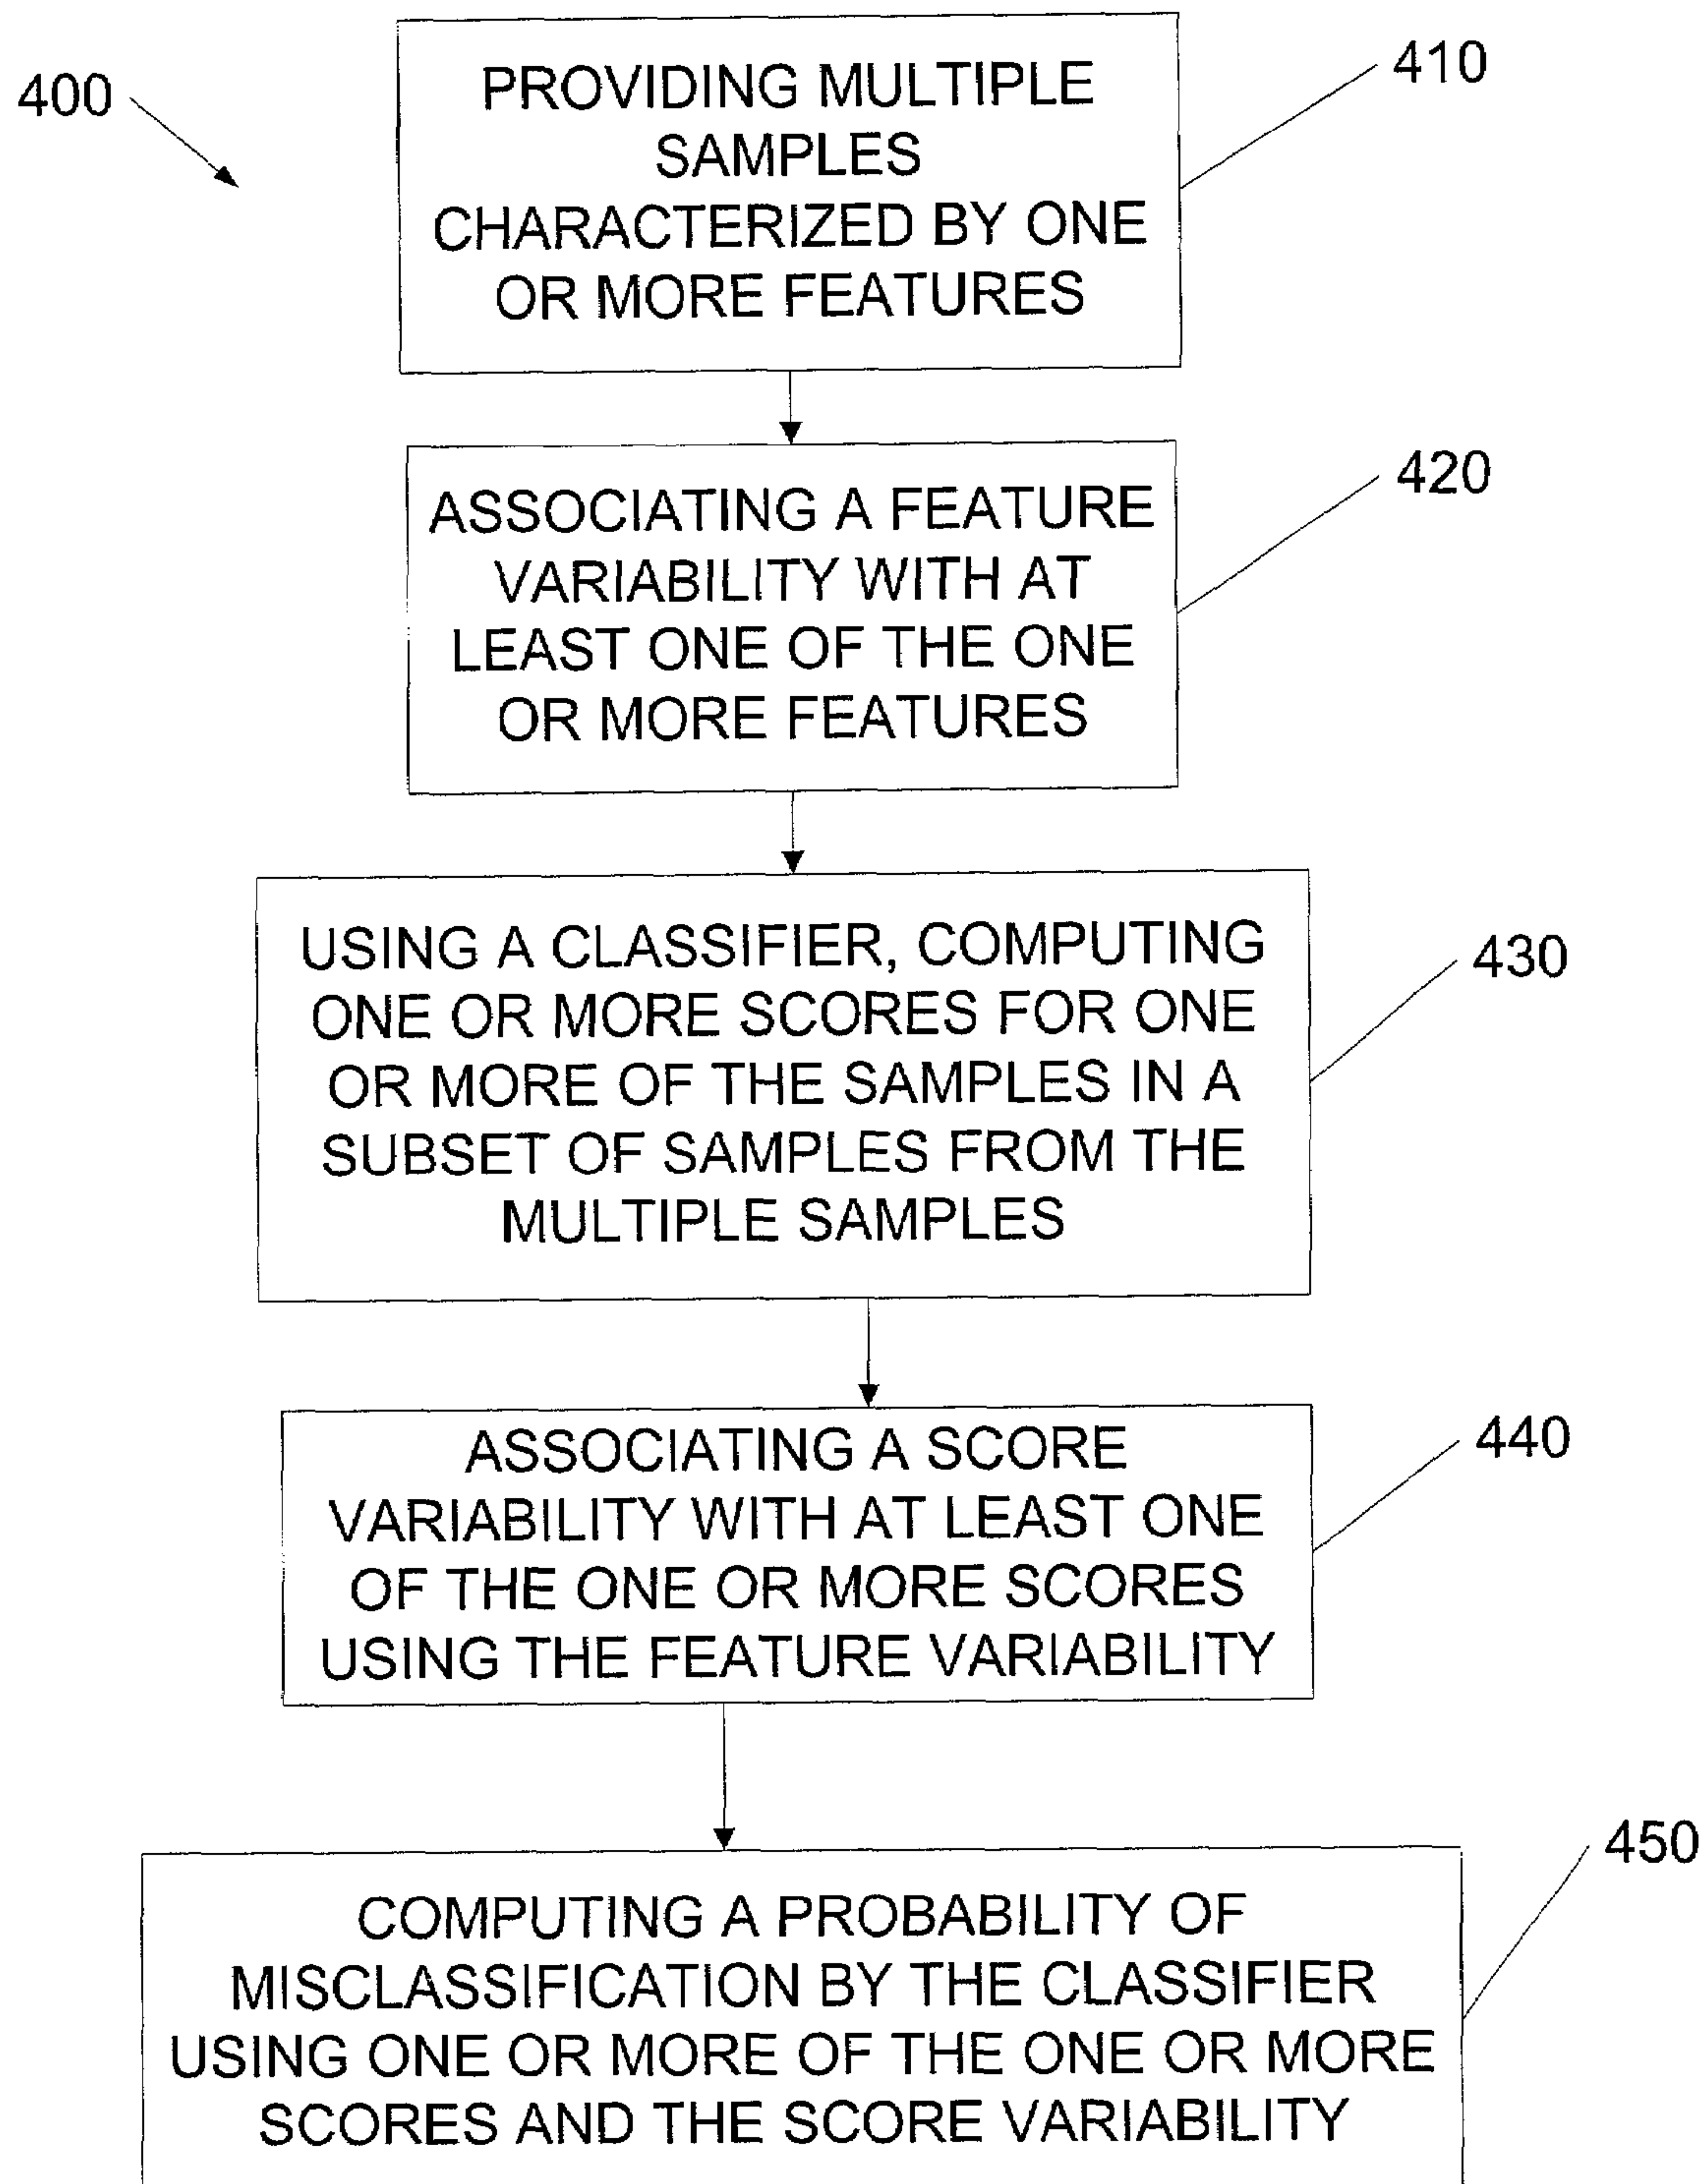 400
PROVIDING MULTIPLE
SAMPLES
CHARACTERIZED BY ONE
OR MORE FEATURES
410
ASSOCIATING A FEATURE
VARIABILITY WITH AT
LEAST ONE OF THE ONE
OR MORE FEATURES
420
USING A CLASSIFIER, COMPUTING
ONE OR MORE SCORES FOR ONE
OR MORE OF THE SAMPLES IN A
SUBSET OF SAMPLES FROM THE
MULTIPLE SAMPLES
430
ASSOCIATING A SCORE
VARIABILITY WITH AT LEAST ONE
OF THE ONE OR MORE SCORES
USING THE FEATURE VARIABILITY
440
COMPUTING A PROBABILITY OF
MISCLASSIFICATION BY THE CLASSIFIER
USING ONE OR MORE OF THE ONE OR MORE
SCORES AND THE SCORE VARIABILITY
450